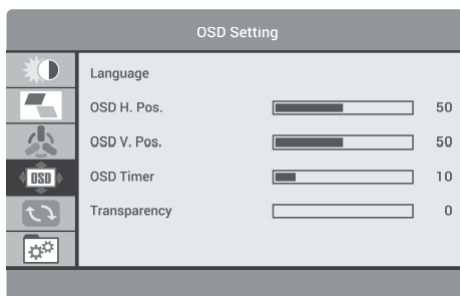 OSD Setting
Language
OSD H. Pos. 50
OSD V. Pos. 50
OSD OSD Timer 10
Transparency 0